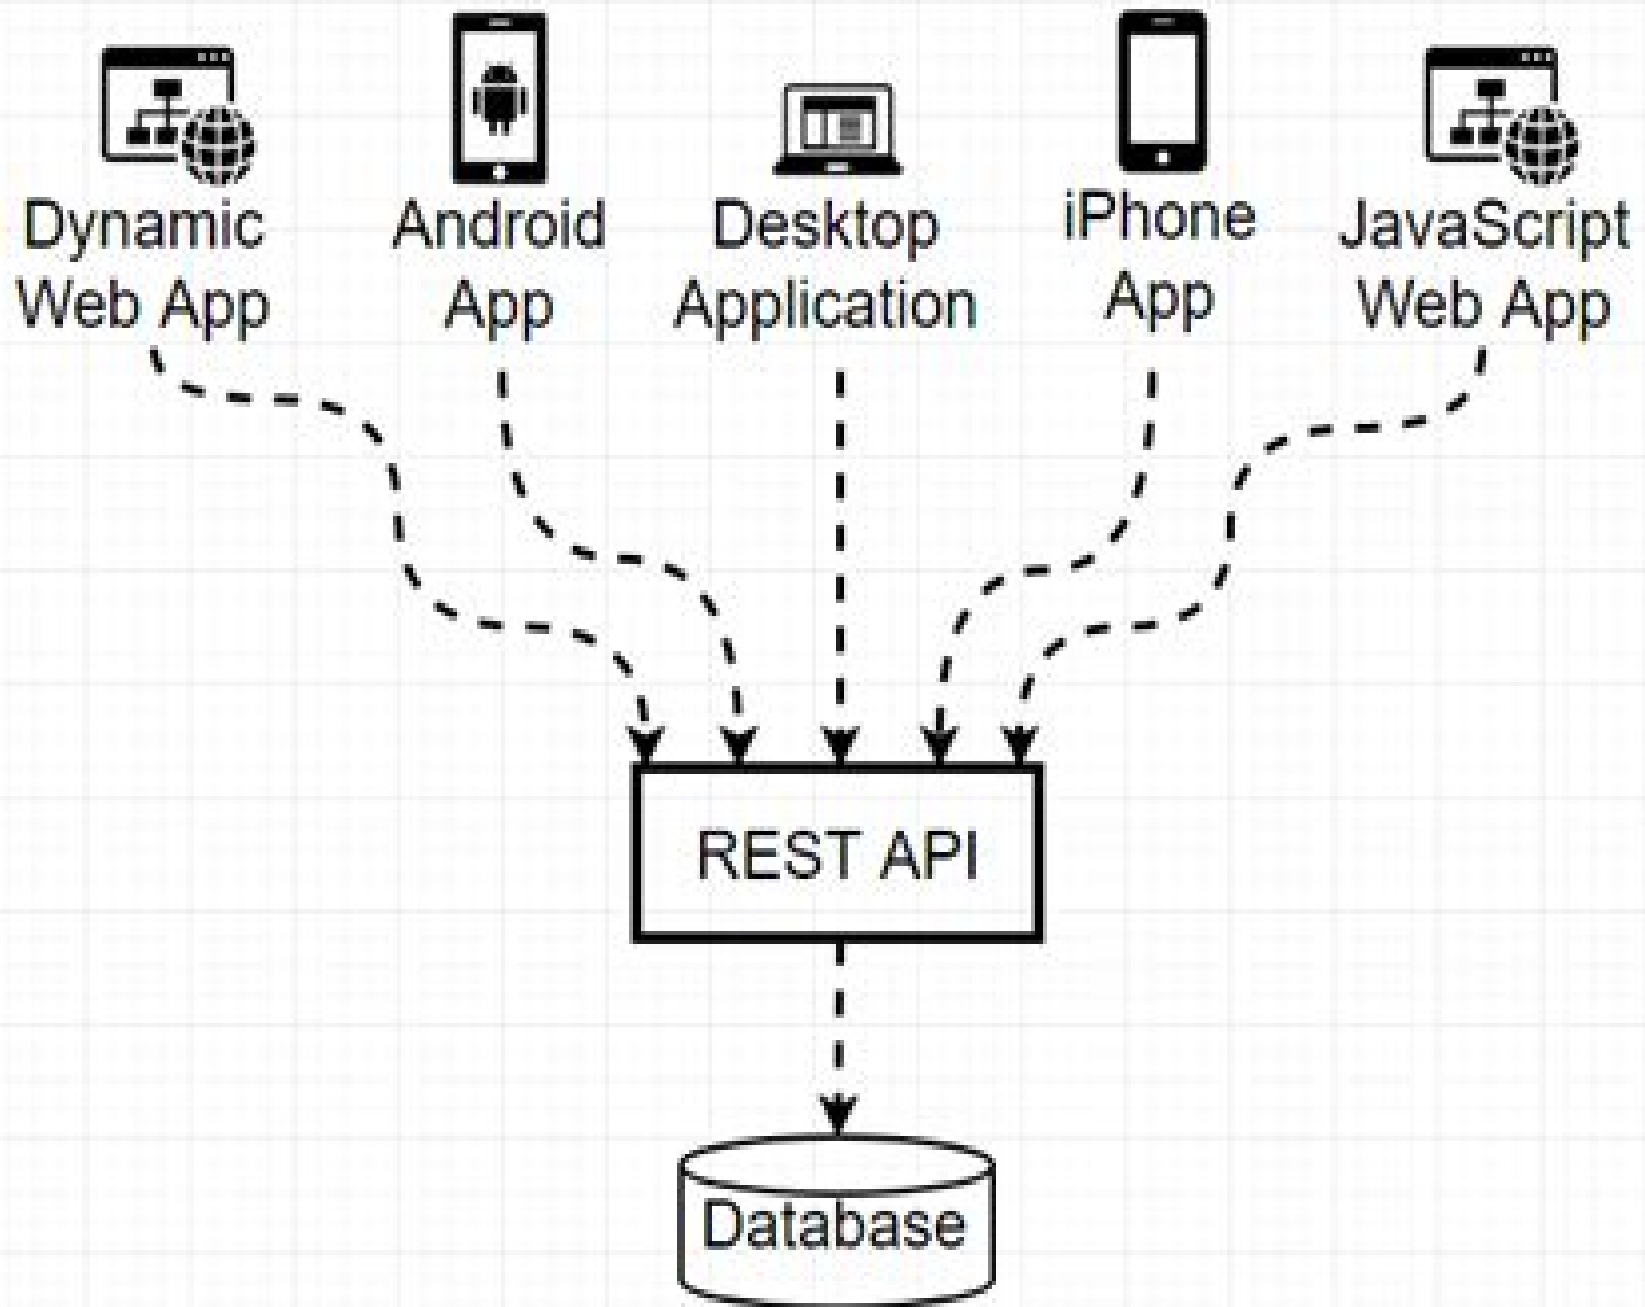 Dynamic
Web App
Android
App
Desktop
Application
iPhone
App
JavaScript
Web App
REST API
Database